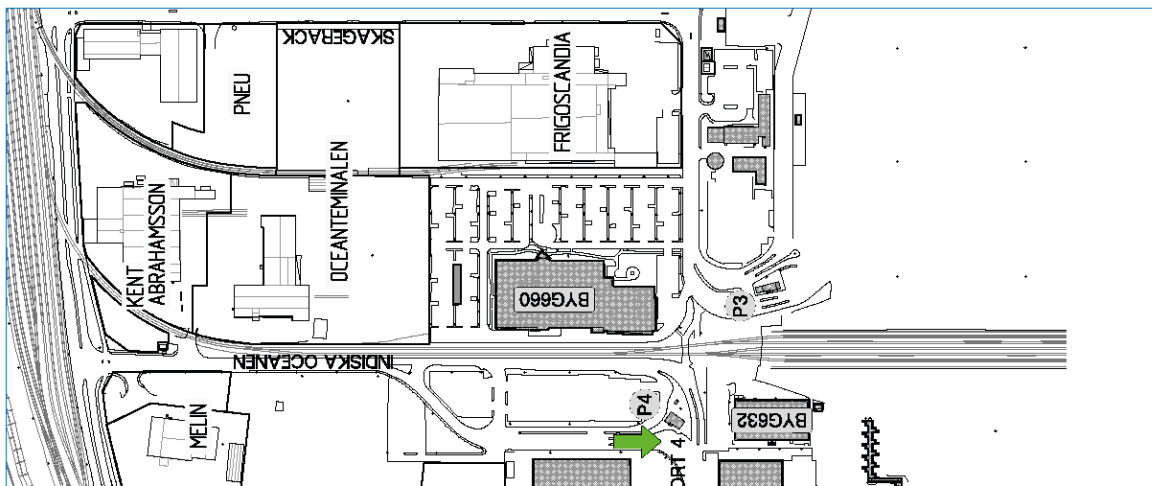 SKAGERACK
PNEU
FRIGOSCANDIA
OCEANTEMINALEN
KENT
ABRAHAMSSON
BYG660
P3
INDISKA OCEANEN
MELIN
P4
BYG632
ORT 4